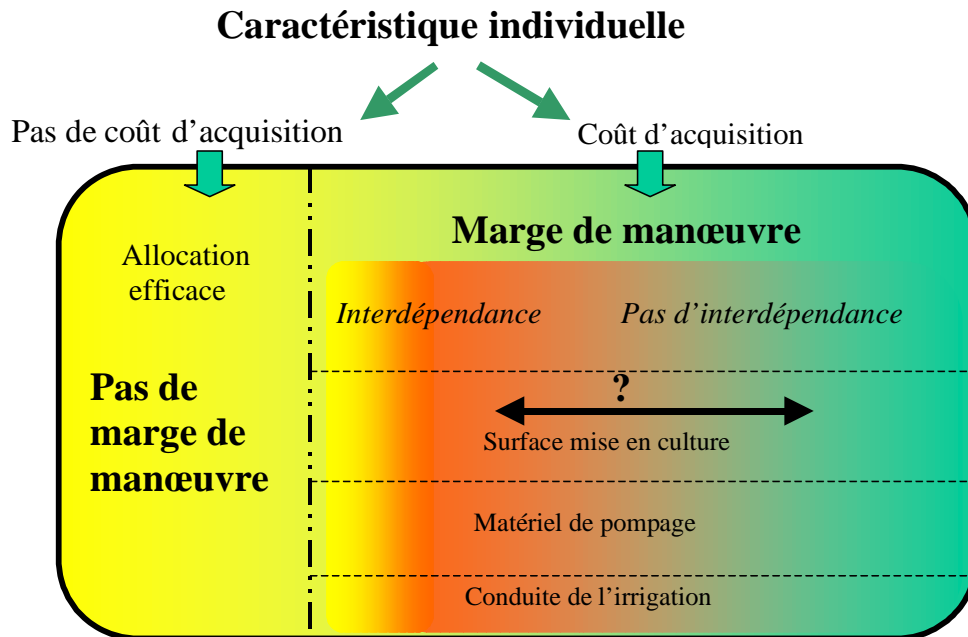 Caractéristique individuelle
Pas de coût d’acquisition
Coût d’acquisition
Marge de manœuvre
Allocation
efficace
Interdépendance
Pas d’interdépendance
Pas de
marge de
manœuvre
?
Surface mise en culture
Matériel de pompage
Conduite de l’irrigation